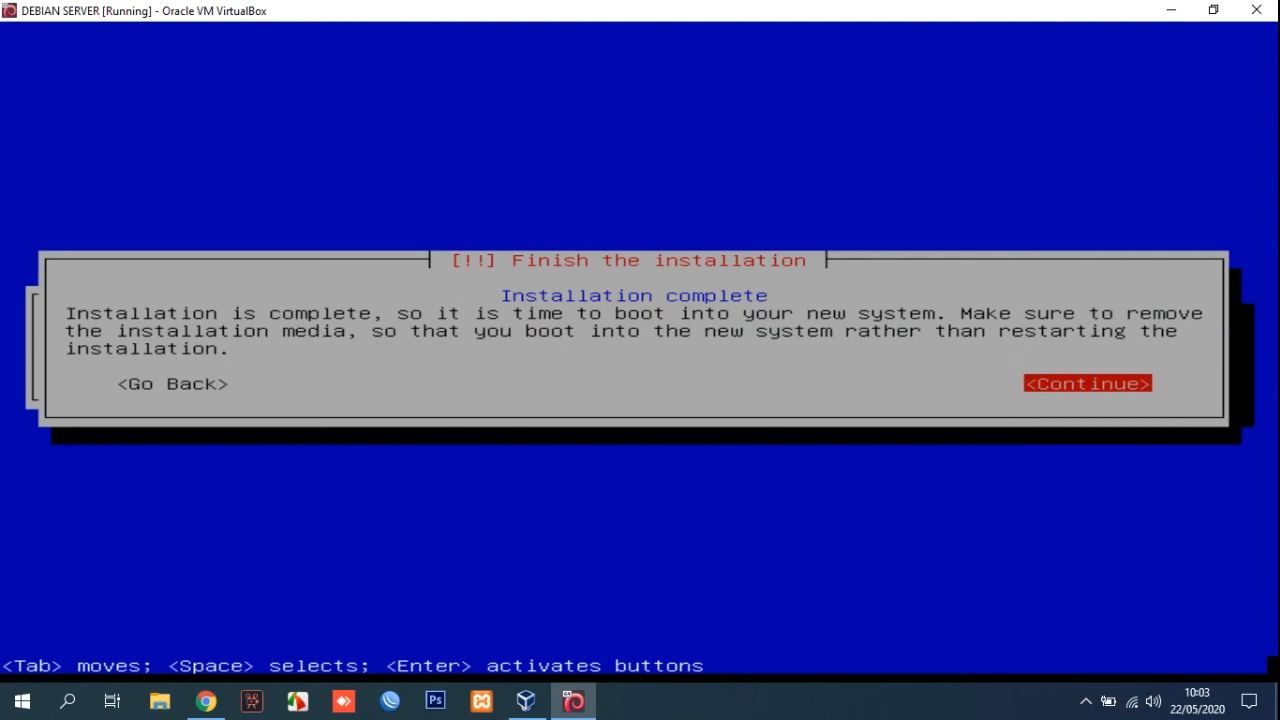 DEBIAN SERVER [Running] - Oracle VM VirtualBox
[!!] Finish the installation
Installation complete
Installation is complete, so it is time to boot into your new system. Make sure to remove
the installation media, so that you boot into the new system rather than restarting the
installation.
<Go Back> <Continue>
<Tab> moves; <Space> selects; <Enter> activates buttons
Ps
10:03
22/05/2020